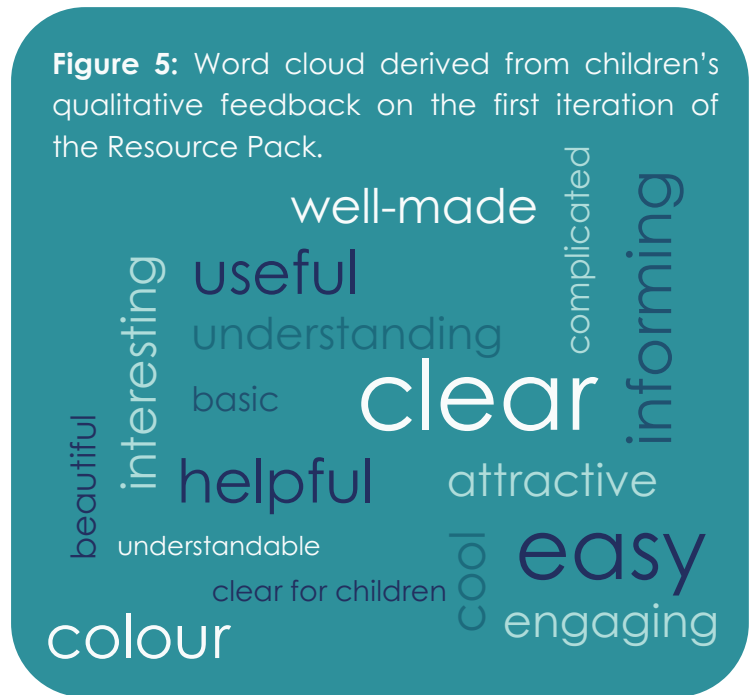 Figure 5: Word cloud derived from children’s
qualitative feedback on the first iteration of
the Resource Pack.
well-made
complicated
informing
useful
interesting
understanding
clear
basic
beautiful
helpful
attractive
easy
understandable
cool
clear for children
engaging
colour